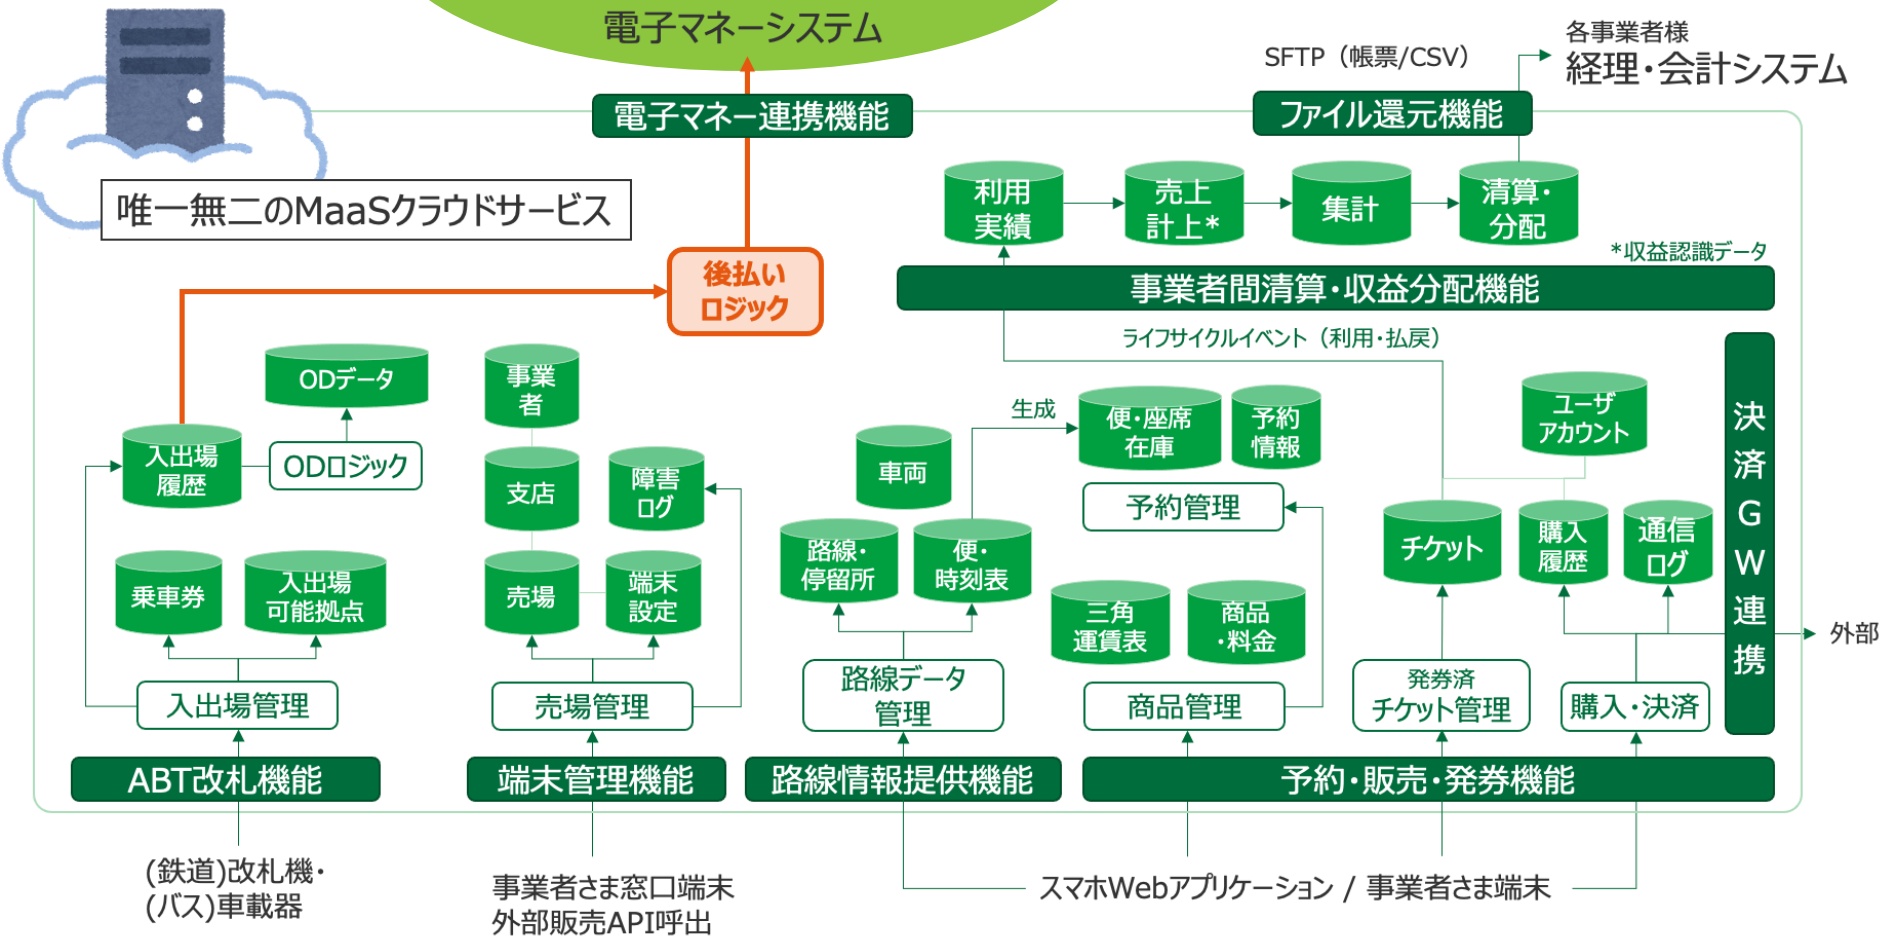 電子マネーシステム
各事業者様
SFTP（帳票/CSV）
経理・会計システム
電子マネー連携機能
ファイル還元機能
唯一無二のMaaSクラウドサービス
利用
実績
売上
計上*
集計
清算・
分配
*収益認識データ
後払い
ロジック
事業者間清算・収益分配機能
ライフサイクルイベント（利用・払戻）
ODデータ
ODロジック
入出場
履歴
乗車券
入出場
可能拠点
入出場管理
ABT改札機能
(鉄道)改札機・
(バス)車載器
事業
者
支店
障害
ログ
売場
端末
設定
売場管理
端末管理機能
事業者さま窓口端末
外部販売API呼出
車両
生成
路線・
停留所
便・
時刻表
路線データ
管理
路線情報提供機能
便・座席
在庫
予約
情報
予約管理
三角
運賃表
商品
・料金
商品管理
ユーザ
アカウント
チケット
購入
履歴
通信
ログ
発券済
チケット管理
購入・決済
予約・販売・発券機能
決済GW連携
外部
スマホWebアプリケーション / 事業者さま端末